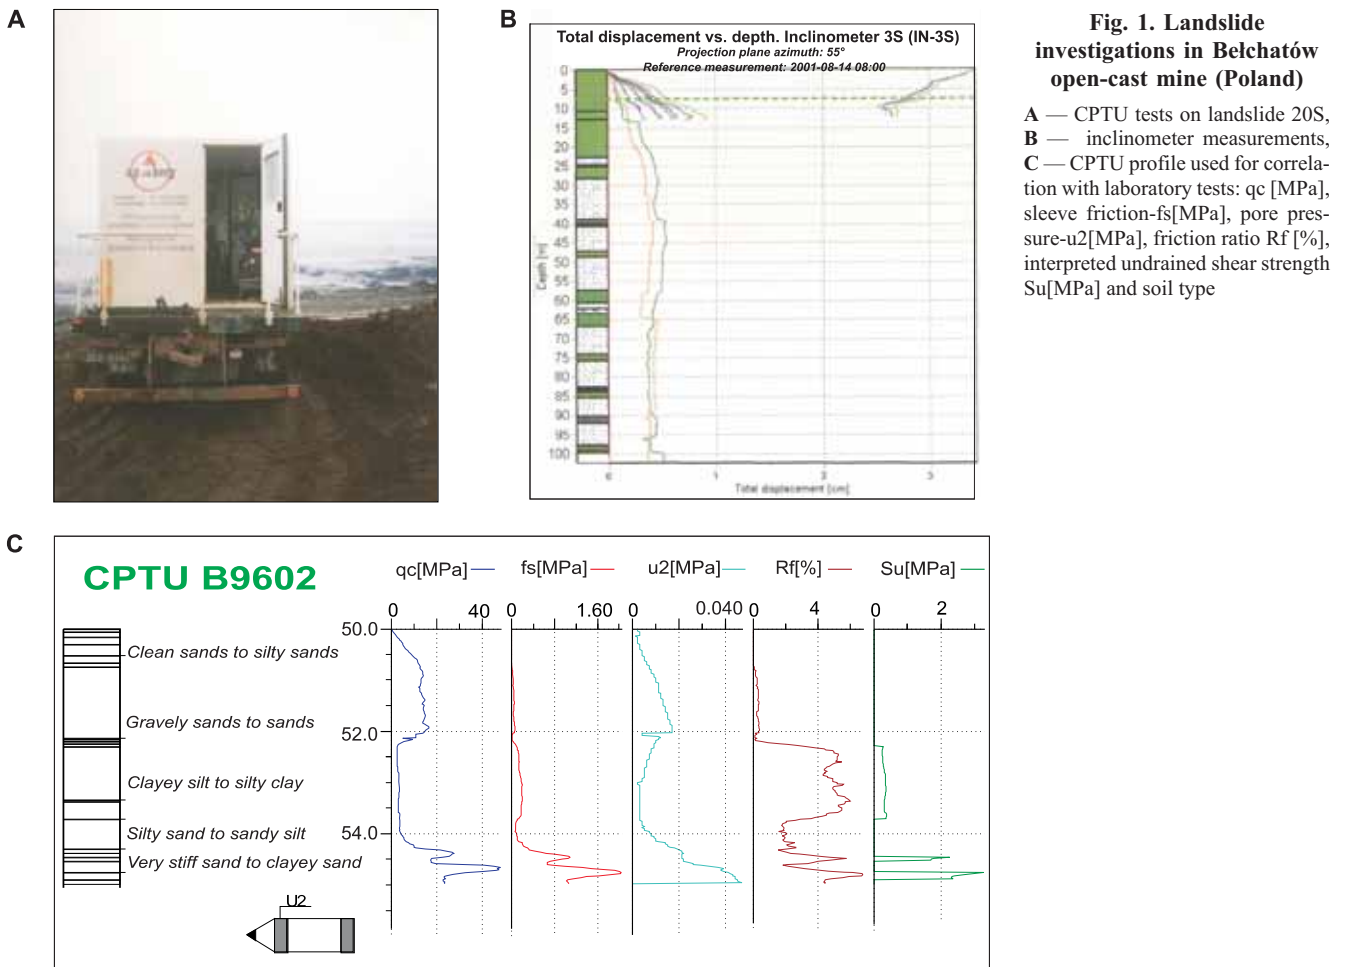 A
B
Total displacement vs. depth. Inclinometer 3S (IN-3S)
Projection plane azimuth: 55°
Reference measurement: 2001-08-14 08:00
0
5
10
15
20
25
30
35
40
45
50
55
60
65
70
75
80
85
90
95
100
Depth [m]
0 1 2 3
Total displacement [cm]
Fig. 1. Landslide
investigations in Bełchatów
open-cast mine (Poland)
A — CPTU tests on landslide 20S,
B — inclinometer measurements,
C — CPTU profile used for correla-
tion with laboratory tests: qc [MPa],
sleeve friction-fs[MPa], pore pres-
sure-u2[MPa], friction ratio Rf [%],
interpreted undrained shear strength
Su[MPa] and soil type
C
CPTU B9602
qc[MPa] fs[MPa] u2[MPa] Rf[%] Su[MPa]
0 40 0 1.60 0 0.040 0 4 0 2
50.0
Clean sands to silty sands
Gravely sands to sands
52.0
Clayey silt to silty clay
Silty sand to sandy silt
54.0
Very stiff sand to clayey sand
U2